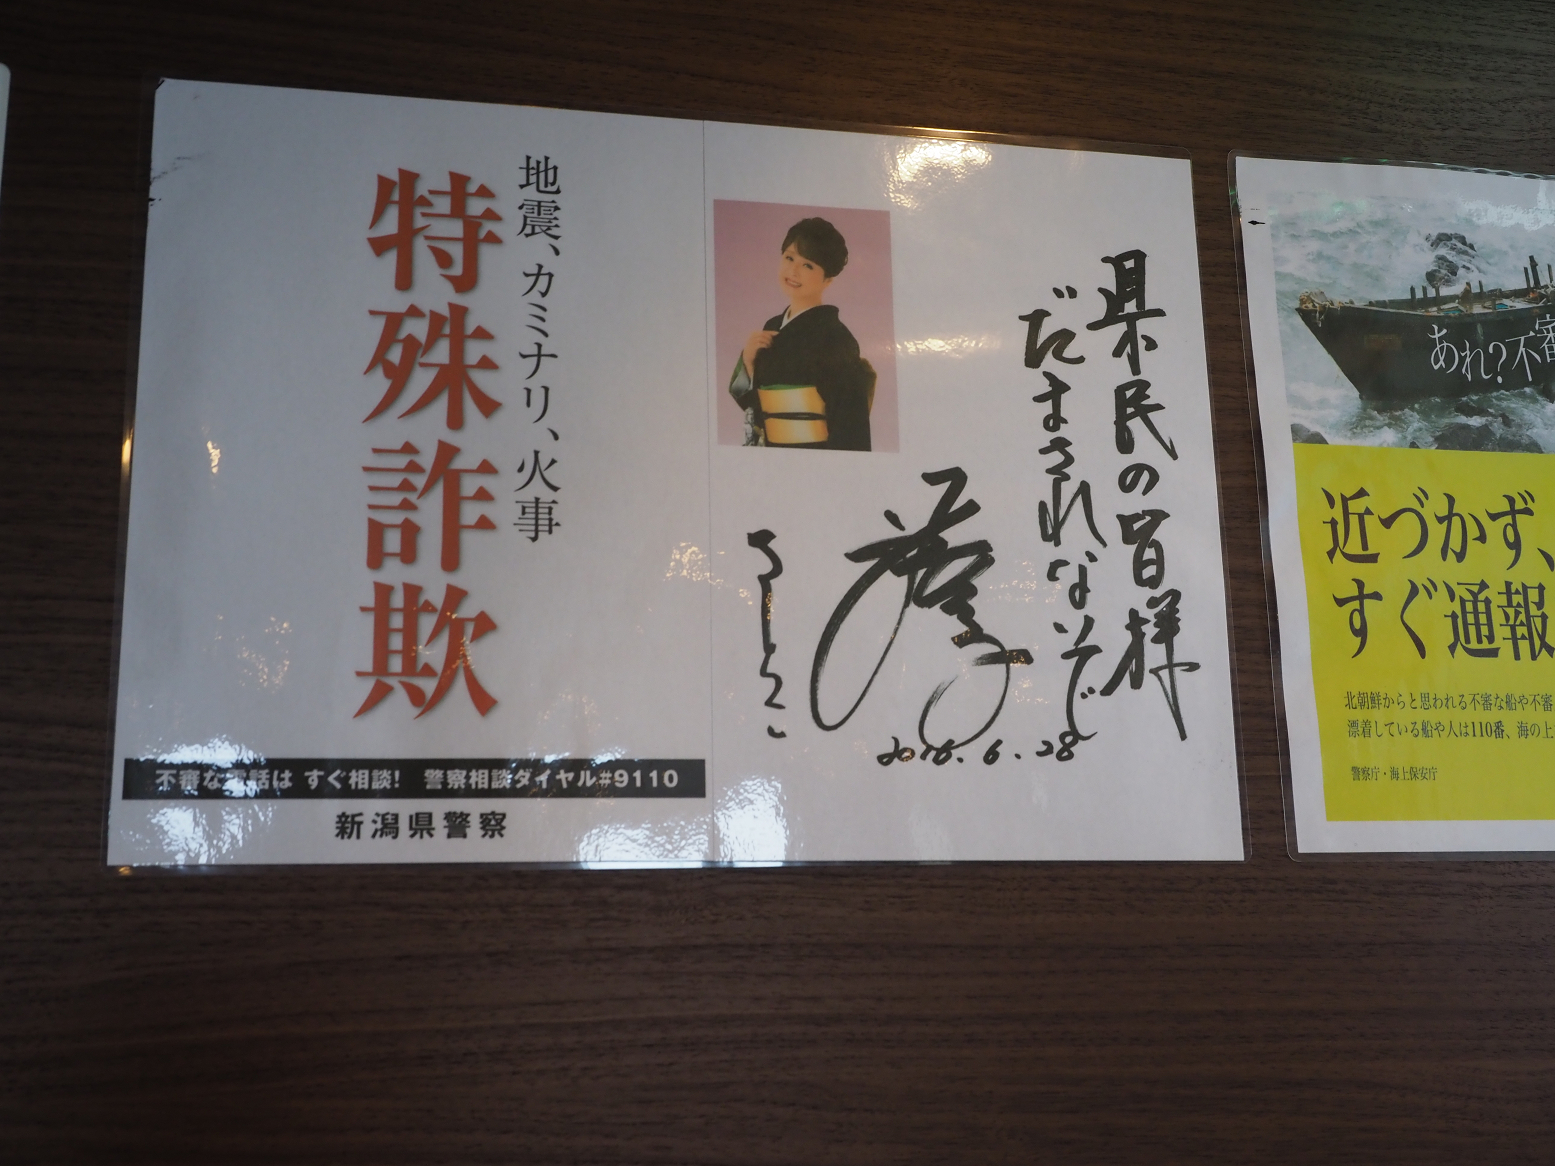 地震、カミナリ、火事
特殊詐欺
不審な電話は すぐ相談! 警察相談ダイヤル#9110
新潟県警察
県民の皆様
だまされなぃぞ
さとこ
2016.6.28
あれ?不審
近づかず、
すぐ通報
北朝鮮からと思われる不審な船や不審
漂着している船や人は110番、海の上
警察庁・海上保安庁